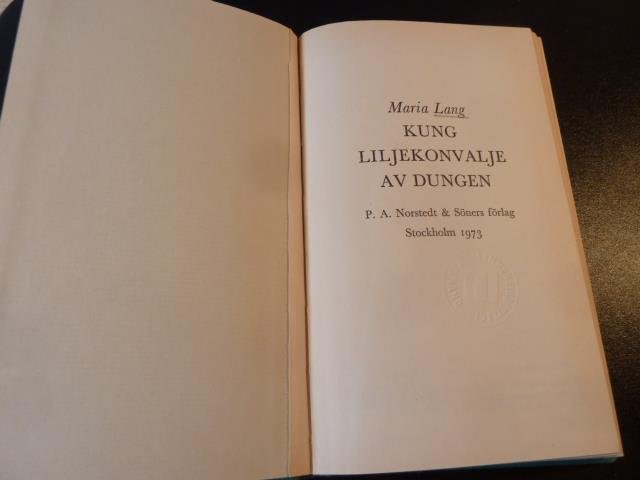 Maria Lang
KUNG
LILJEKONVALJE
AV DUNGEN
P. A. Norstedt & Söners förlag
Stockholm 1973